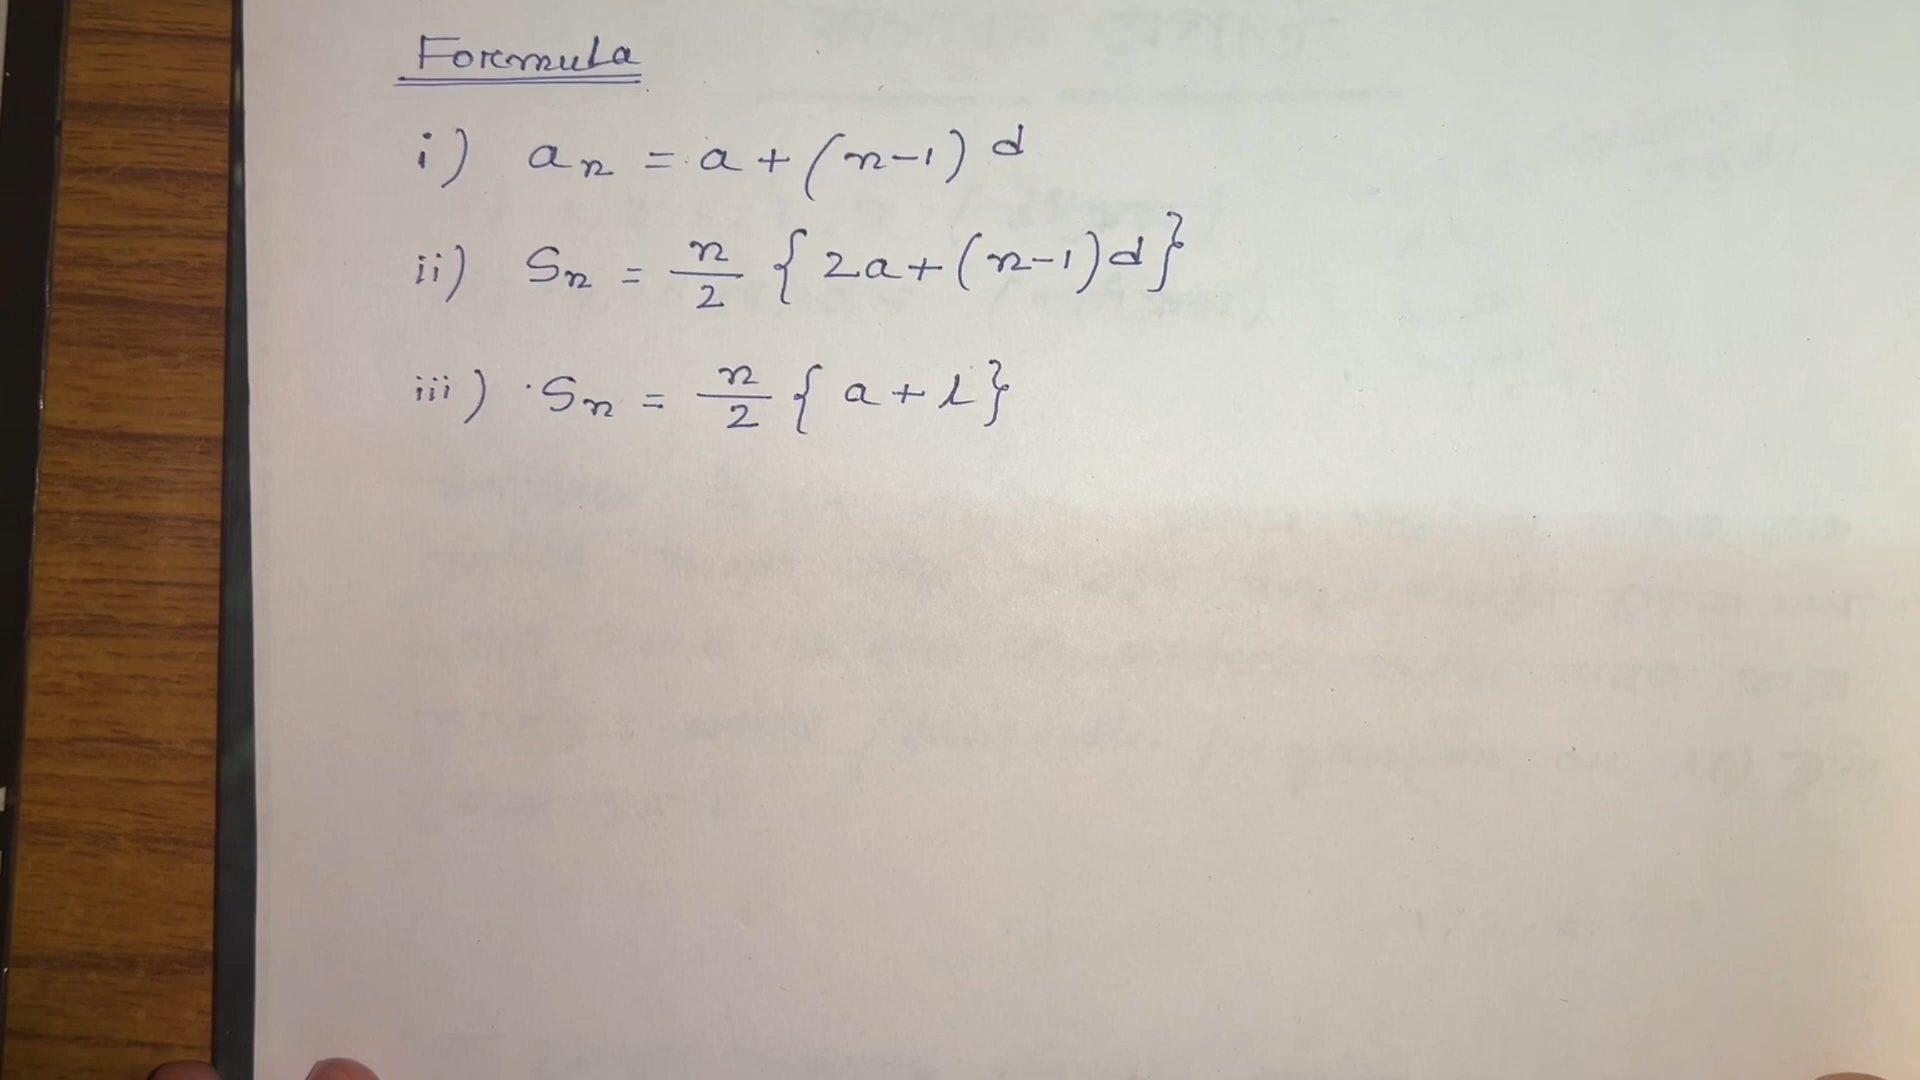 Formula
i) aₙ = a + (n-1) d
ii) Sₙ = n/2 { 2a + (n-1) d }
iii) Sₙ = n/2 { a + l }